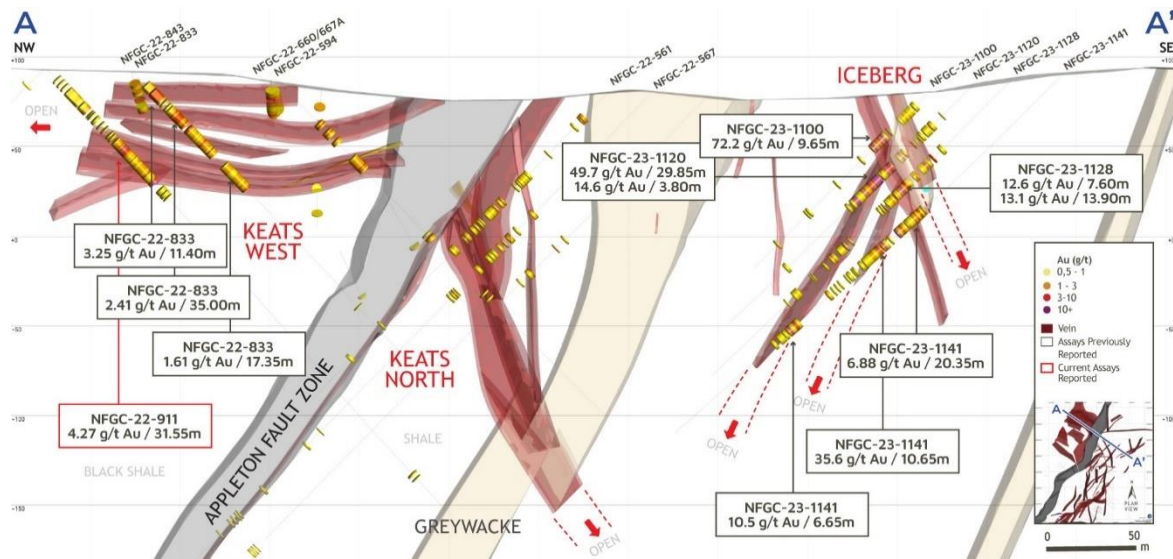 A
NW
NFGC-22-843
NFGC-22-833
NFGC-22-660/667A
NFGC-22-594
NFGC-22-561
NFGC-22-567
ICEBERG
NFGC-23-1100
NFGC-23-1120
NFGC-23-1128
NFGC-23-1141
A'
SE
+100
+100
OPEN
+50
+50
NFGC-23-1100
72.2 g/t Au / 9.65m
NFGC-23-1120
49.7 g/t Au / 29.85m
14.6 g/t Au / 3.80m
NFGC-23-1128
12.6 g/t Au / 7.60m
13.1 g/t Au / 13.90m
KEATS
WEST
NFGC-22-833
3.25 g/t Au / 11.40m
NFGC-22-833
2.41 g/t Au / 35.00m
NFGC-22-833
1.61 g/t Au / 17.35m
NFGC-22-911
4.27 g/t Au / 31.55m
+0
-50
-100
-150
BLACK SHALE
APPLETON FAULT ZONE
KEATS
NORTH
SHALE
GREYWACKE
OPEN
OPEN
OPEN
OPEN
NFGC-23-1141
6.88 g/t Au / 20.35m
NFGC-23-1141
35.6 g/t Au / 10.65m
NFGC-23-1141
10.5 g/t Au / 6.65m
Au (g/t)
0,5 - 1
1 - 3
3-10
10+
Vein
Assays Previously
Reported
Current Assays
Reported
A
A'
PLAN
VIEW
0
50
m